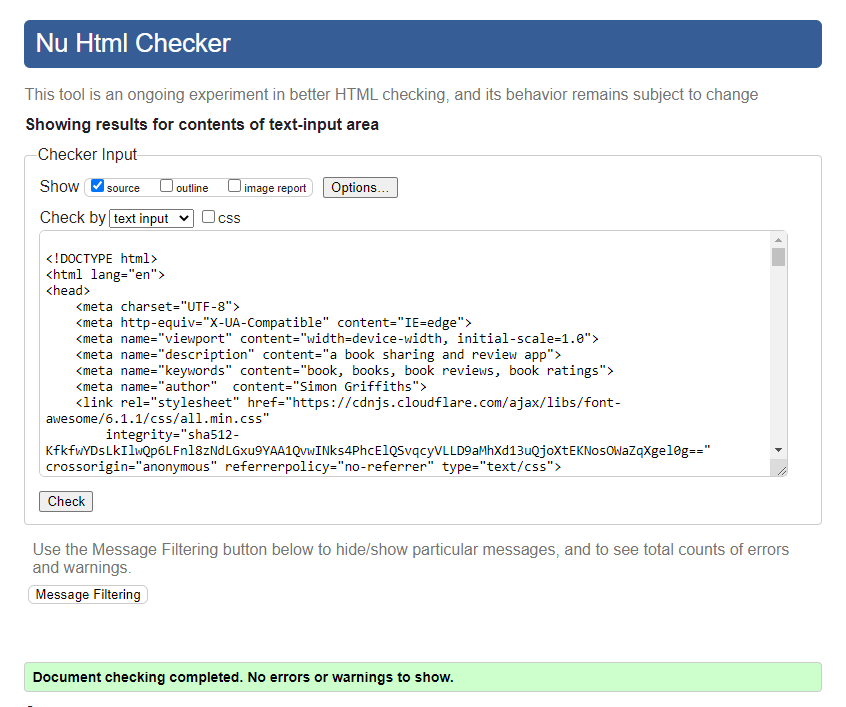 Nu Html Checker
This tool is an ongoing experiment in better HTML checking, and its behavior remains subject to change
Showing results for contents of text-input area
Checker Input
Show source outline image report Options...
Check by text input css
<!DOCTYPE html>
<html lang="en">
<head>
    <meta charset="UTF-8">
    <meta http-equiv="X-UA-Compatible" content="IE=edge">
    <meta name="viewport" content="width=device-width, initial-scale=1.0">
    <meta name="description" content="a book sharing and review app">
    <meta name="keywords" content="book, books, book reviews, book ratings">
    <meta name="author"  content="Simon Griffiths">
    <link rel="stylesheet" href="https://cdnjs.cloudflare.com/ajax/libs/font-
awesome/6.1.1/css/all.min.css"
        integrity="sha512-
KfkfwYDsLkIlwQp6LFnl8zNdLGxu9YAA1QvwINks4PhcElQSvqcyVLLD9aMhXd13uQjoXtEKNosOWaZqXgel0g=="
crossorigin="anonymous" referrerpolicy="no-referrer" type="text/css">
Check
Use the Message Filtering button below to hide/show particular messages, and to see total counts of errors
and warnings.
Message Filtering
Document checking completed. No errors or warnings to show.